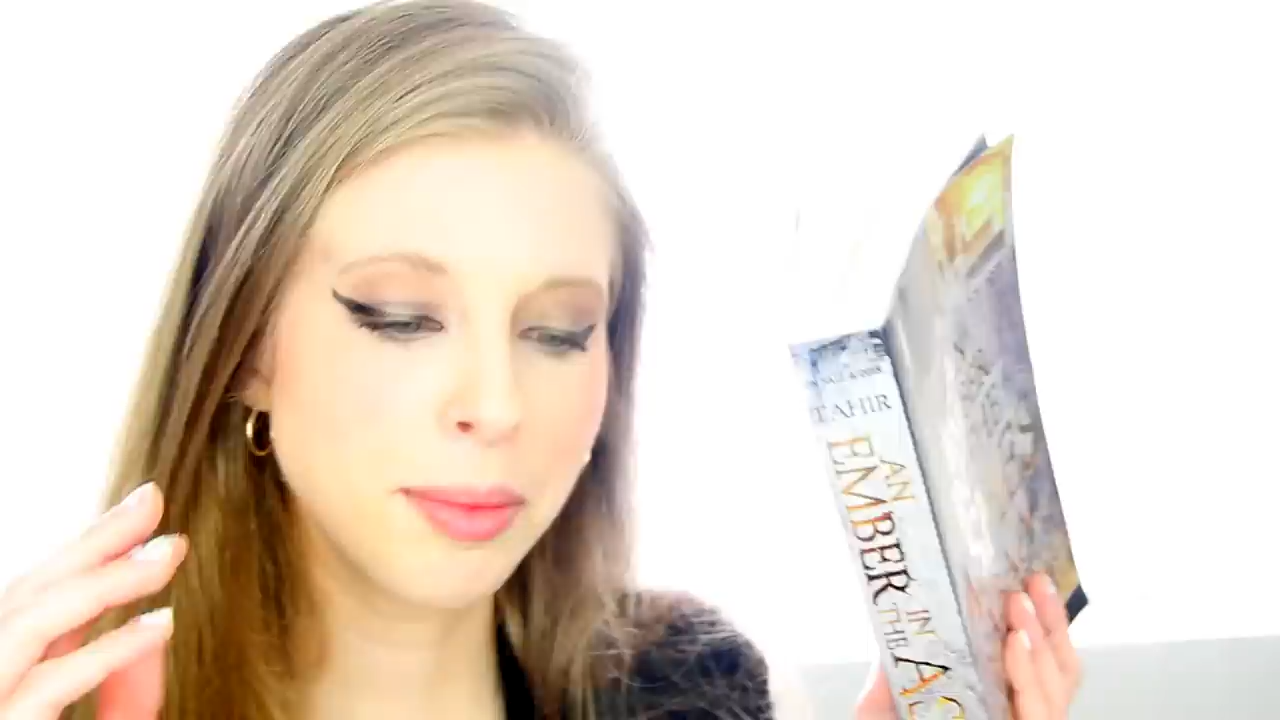 TAHIR
AN
EMBER
IN
THE